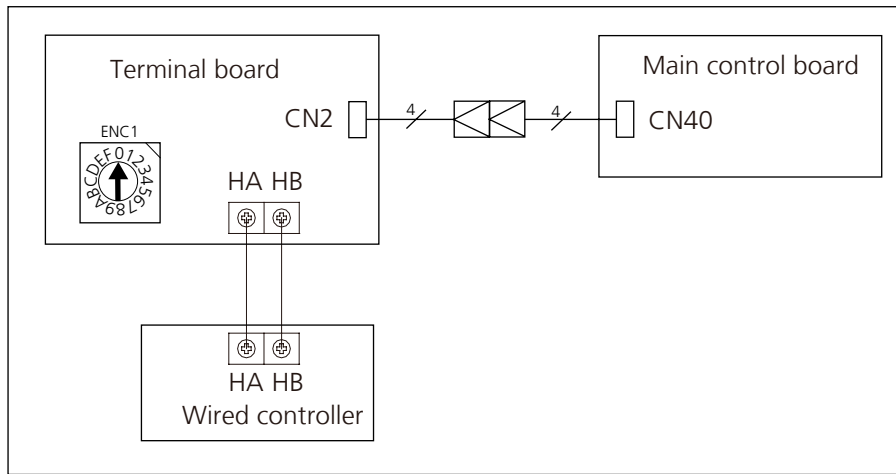 Terminal board
Main control board
CN2
4
4
CN40
ENC1
0123456789ABCDEF
HA HB
HA HB
Wired controller